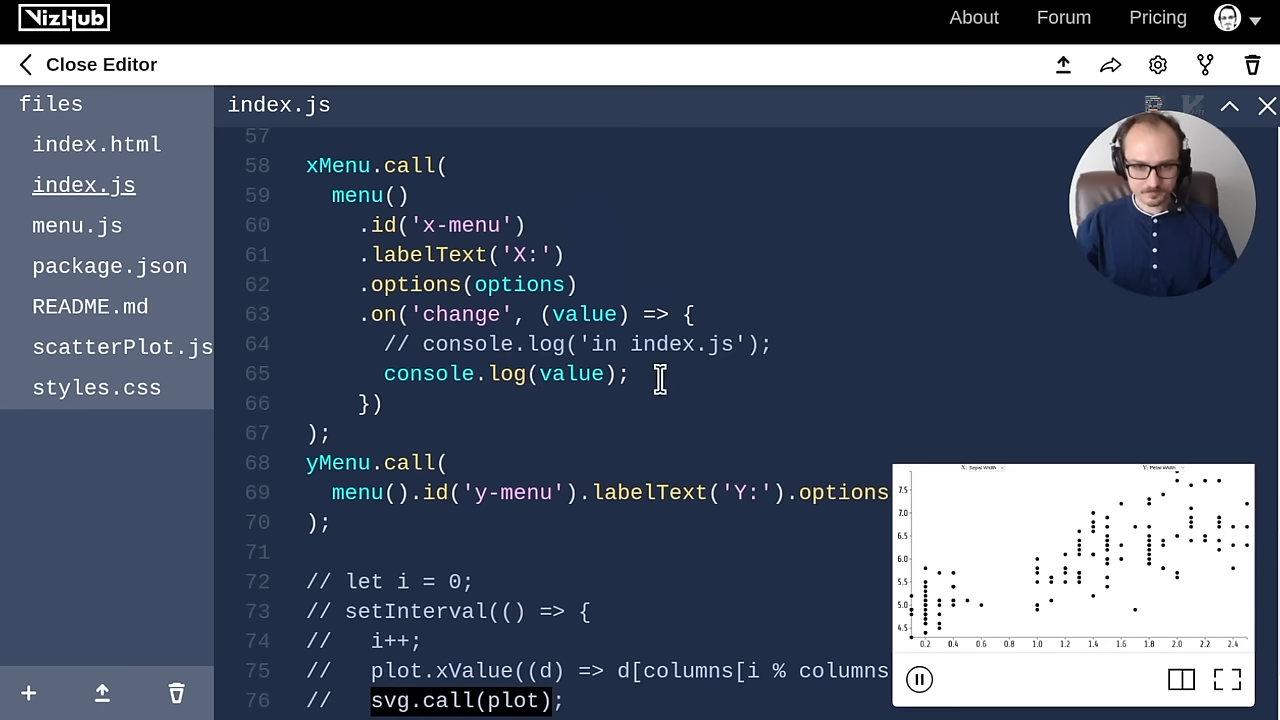 VizHub
About Forum Pricing
Close Editor
files
index.html
index.js
menu.js
package.json
README.md
scatterPlot.js
styles.css
index.js
57
58 xMenu.call(
59 menu()
60 .id('x-menu')
61 .labelText('X:')
62 .options(options)
63 .on('change', (value) => {
64 // console.log('in index.js');
65 console.log(value);
66 })
67 );
68 yMenu.call(
69 menu().id('y-menu').labelText('Y:').options
70 );
71
72 // let i = 0;
73 // setInterval(() => {
74 // i++;
75 // plot.xValue((d) => d[columns[i % columns
76 // svg.call(plot);
X: Sepal Width
Y: Petal Width
7.5
7.0
6.5
6.0
5.5
5.0
4.5
0.2 0.4 0.6 0.8 1.0 1.2 1.4 1.6 1.8 2.0 2.2 2.4